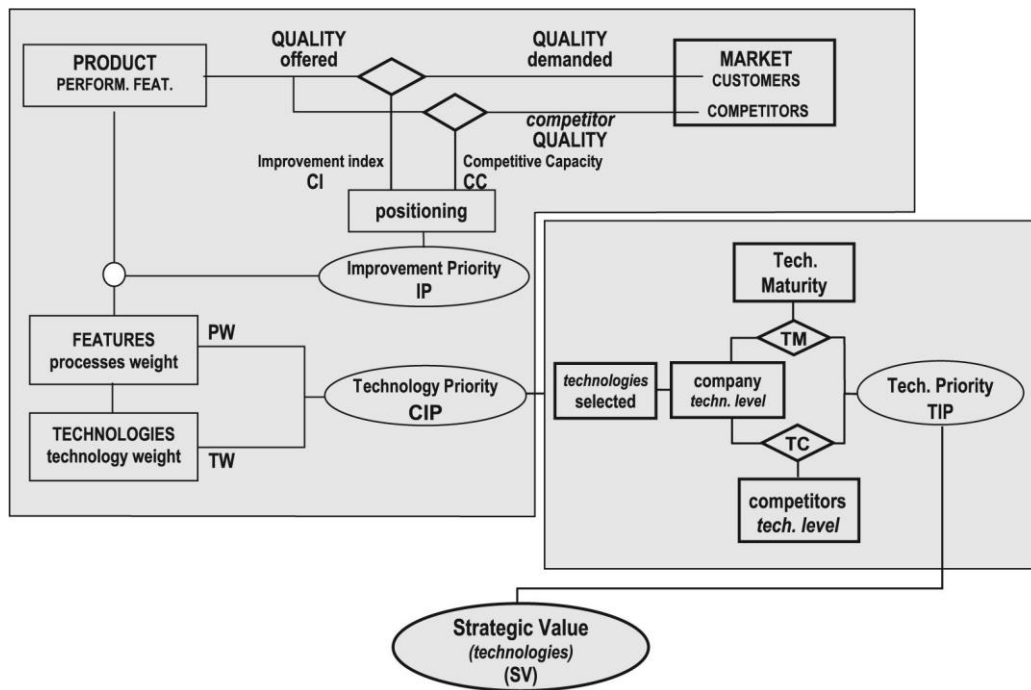 PRODUCT
PERFORM. FEAT.
QUALITY
offered
QUALITY
demanded
MARKET
CUSTOMERS
COMPETITORS
competitor
QUALITY
Improvement index
CI
Competitive Capacity
CC
positioning
Improvement Priority
IP
FEATURES
processes weight
PW
TECHNOLOGIES
technology weight
TW
Technology Priority
CIP
technologies
selected
company
techn. level
Tech.
Maturity
TM
TC
competitors
tech. level
Tech. Priority
TIP
Strategic Value
(technologies)
(SV)